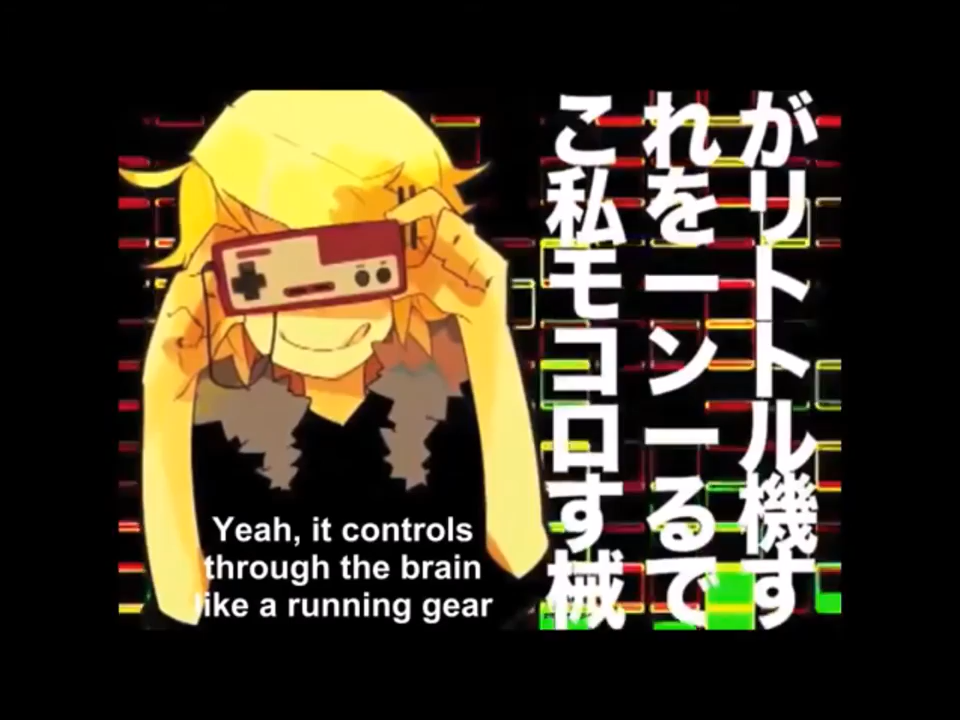 これが
私をリ
モート
コント
ロール
する機
械です
Yeah, it controls
through the brain
like a running gear